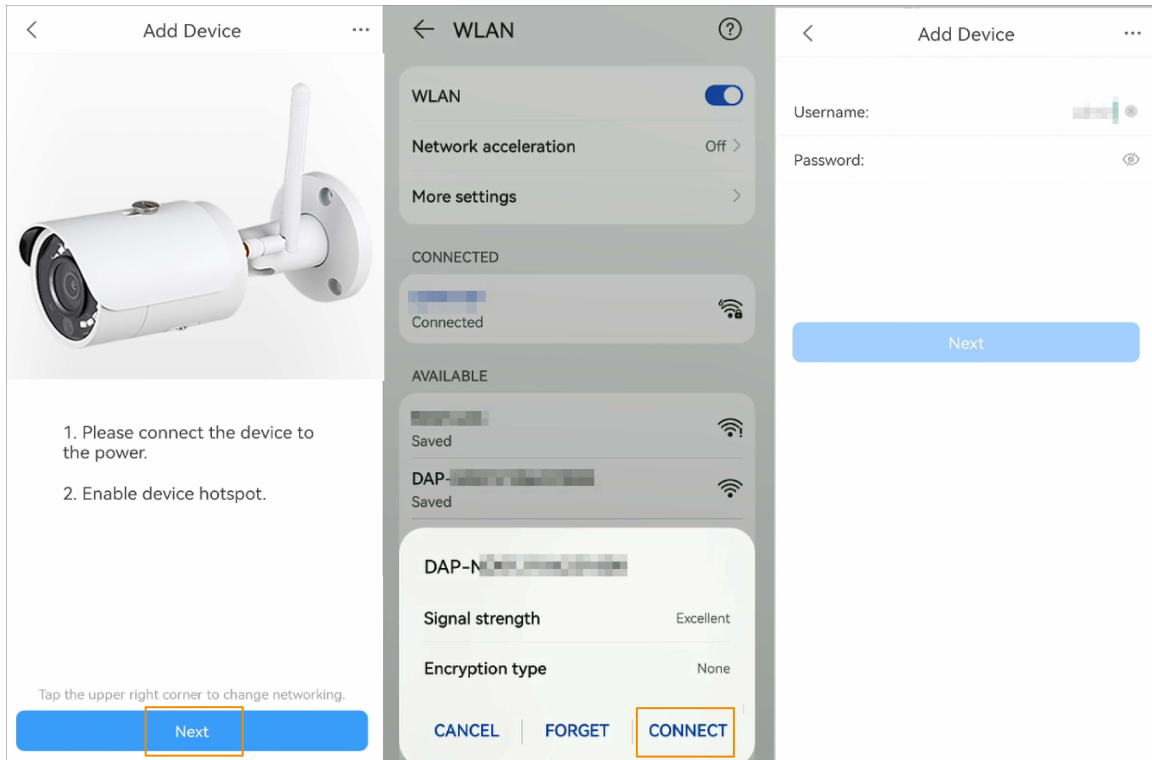 Add Device
1. Please connect the device to
the power.
2. Enable device hotspot.
Tap the upper right corner to change networking.
Next
WLAN
WLAN
Network acceleration Off
More settings
CONNECTED
Connected
AVAILABLE
Saved
DAP-
Saved
DAP-N
Signal strength Excellent
Encryption type None
CANCEL FORGET CONNECT
Add Device
Username:
Password:
Next